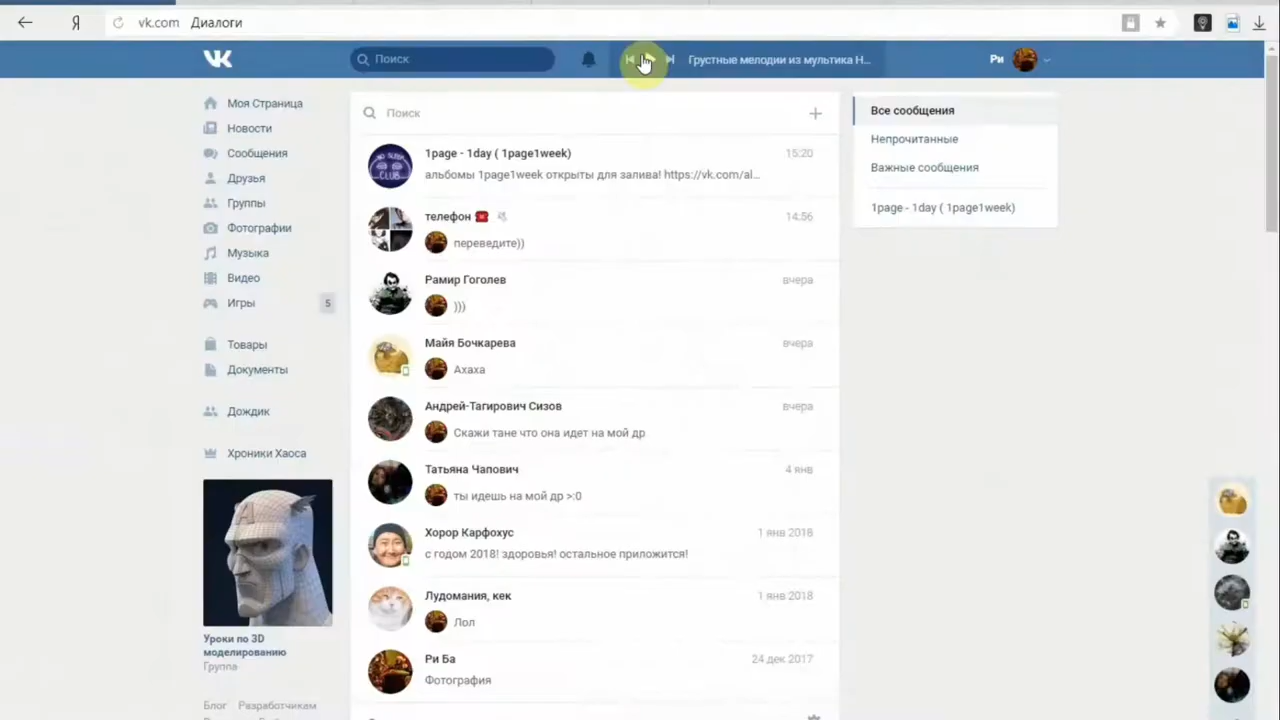 Я vk.com Диалоги
VK Поиск Грустные мелодии из мультика Н... Ри
Моя Страница
Новости
Сообщения
Друзья
Группы
Фотографии
Музыка
Видео
Игры 5
Товары
Документы
Дождик
Хроники Хаоса
Уроки по 3D
моделированию
Группа
Блог Разработчикам
Поиск
1page - 1day ( 1page1week) 15:20
альбомы 1page1week открыты для залива! https://vk.com/al...
NO SLEEP
CLUB
телефон 14:56
переведите))
Рамир Гоголев вчера
)))
Майя Бочкарева вчера
Ахаха
Андрей-Тагирович Сизов вчера
Скажи тане что она идет на мой др
Татьяна Чапович 4 янв
ты идешь на мой др >:0
Хорор Карфохус 1 янв 2018
с годом 2018! здоровья! остальное приложится!
Лудомания, кек 1 янв 2018
Лол
Ри Ба 24 дек 2017
Фотография
Все сообщения
Непрочитанные
Важные сообщения
1page - 1day ( 1page1week)